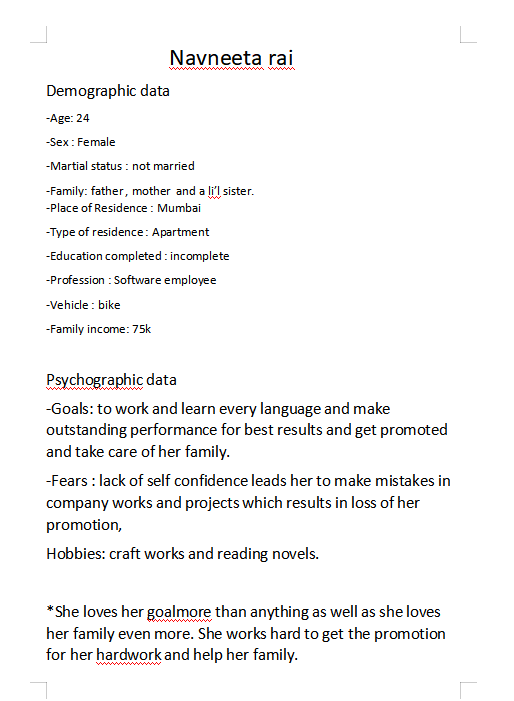 Navneeta rai
Demographic data
-Age: 24
-Sex : Female
-Martial status : not married
-Family: father, mother and a li’l sister.
-Place of Residence : Mumbai
-Type of residence : Apartment
-Education completed : incomplete
-Profession : Software employee
-Vehicle : bike
-Family income: 75k
Psychographic data
-Goals: to work and learn every language and make
outstanding performance for best results and get promoted
and take care of her family.
-Fears : lack of self confidence leads her to make mistakes in
company works and projects which results in loss of her
promotion,
Hobbies: craft works and reading novels.
*She loves her goalmore than anything as well as she loves
her family even more. She works hard to get the promotion
for her hardwork and help her family.